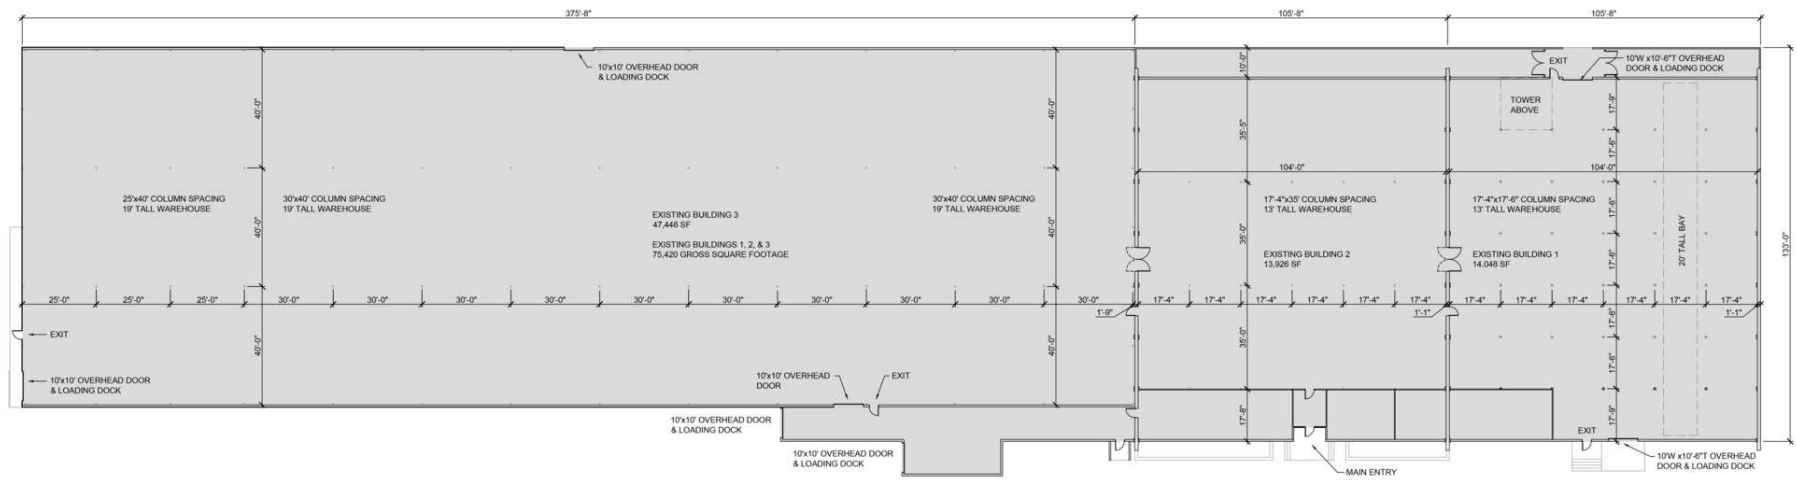 375'-8"
105'-8"
105'-8"
10'x10' OVERHEAD DOOR
& LOADING DOCK
10'-0"
EXIT
10'W x10'-6"T OVERHEAD
DOOR & LOADING DOCK
40'-0"
40'-0"
35'-5"
TOWER
ABOVE
17'-9"
17'-6"
104'-0"
104'-0"
25'x40' COLUMN SPACING
19' TALL WAREHOUSE
30'x40' COLUMN SPACING
19' TALL WAREHOUSE
30'x40' COLUMN SPACING
19' TALL WAREHOUSE
17'-4"x35' COLUMN SPACING
13' TALL WAREHOUSE
17'-4"x17'-6" COLUMN SPACING
13' TALL WAREHOUSE
EXISTING BUILDING 3
47,446 SF
EXISTING BUILDINGS 1, 2, & 3
75,420 GROSS SQUARE FOOTAGE
40'-0"
40'-0"
35'-0"
17'-6"
17'-6"
20' TALL BAY
133'-0"
EXISTING BUILDING 2
13,926 SF
EXISTING BUILDING 1
14,048 SF
25'-0"
25'-0"
25'-0"
30'-0"
30'-0"
30'-0"
30'-0"
30'-0"
30'-0"
30'-0"
30'-0"
30'-0"
30'-0"
17'-4"
17'-4"
17'-4"
17'-4"
17'-4"
17'-4"
17'-4"
17'-4"
17'-4"
17'-4"
17'-4"
17'-4"
1'-9"
1'-1"
1'-1"
EXIT
40'-0"
40'-0"
35'-0"
17'-6"
17'-6"
10'x10' OVERHEAD DOOR
& LOADING DOCK
10'x10' OVERHEAD
DOOR
EXIT
10'x10' OVERHEAD DOOR
& LOADING DOCK
17'-8"
17'-9"
EXIT
10'x10' OVERHEAD DOOR
& LOADING DOCK
MAIN ENTRY
10'W x10'-6"T OVERHEAD
DOOR & LOADING DOCK